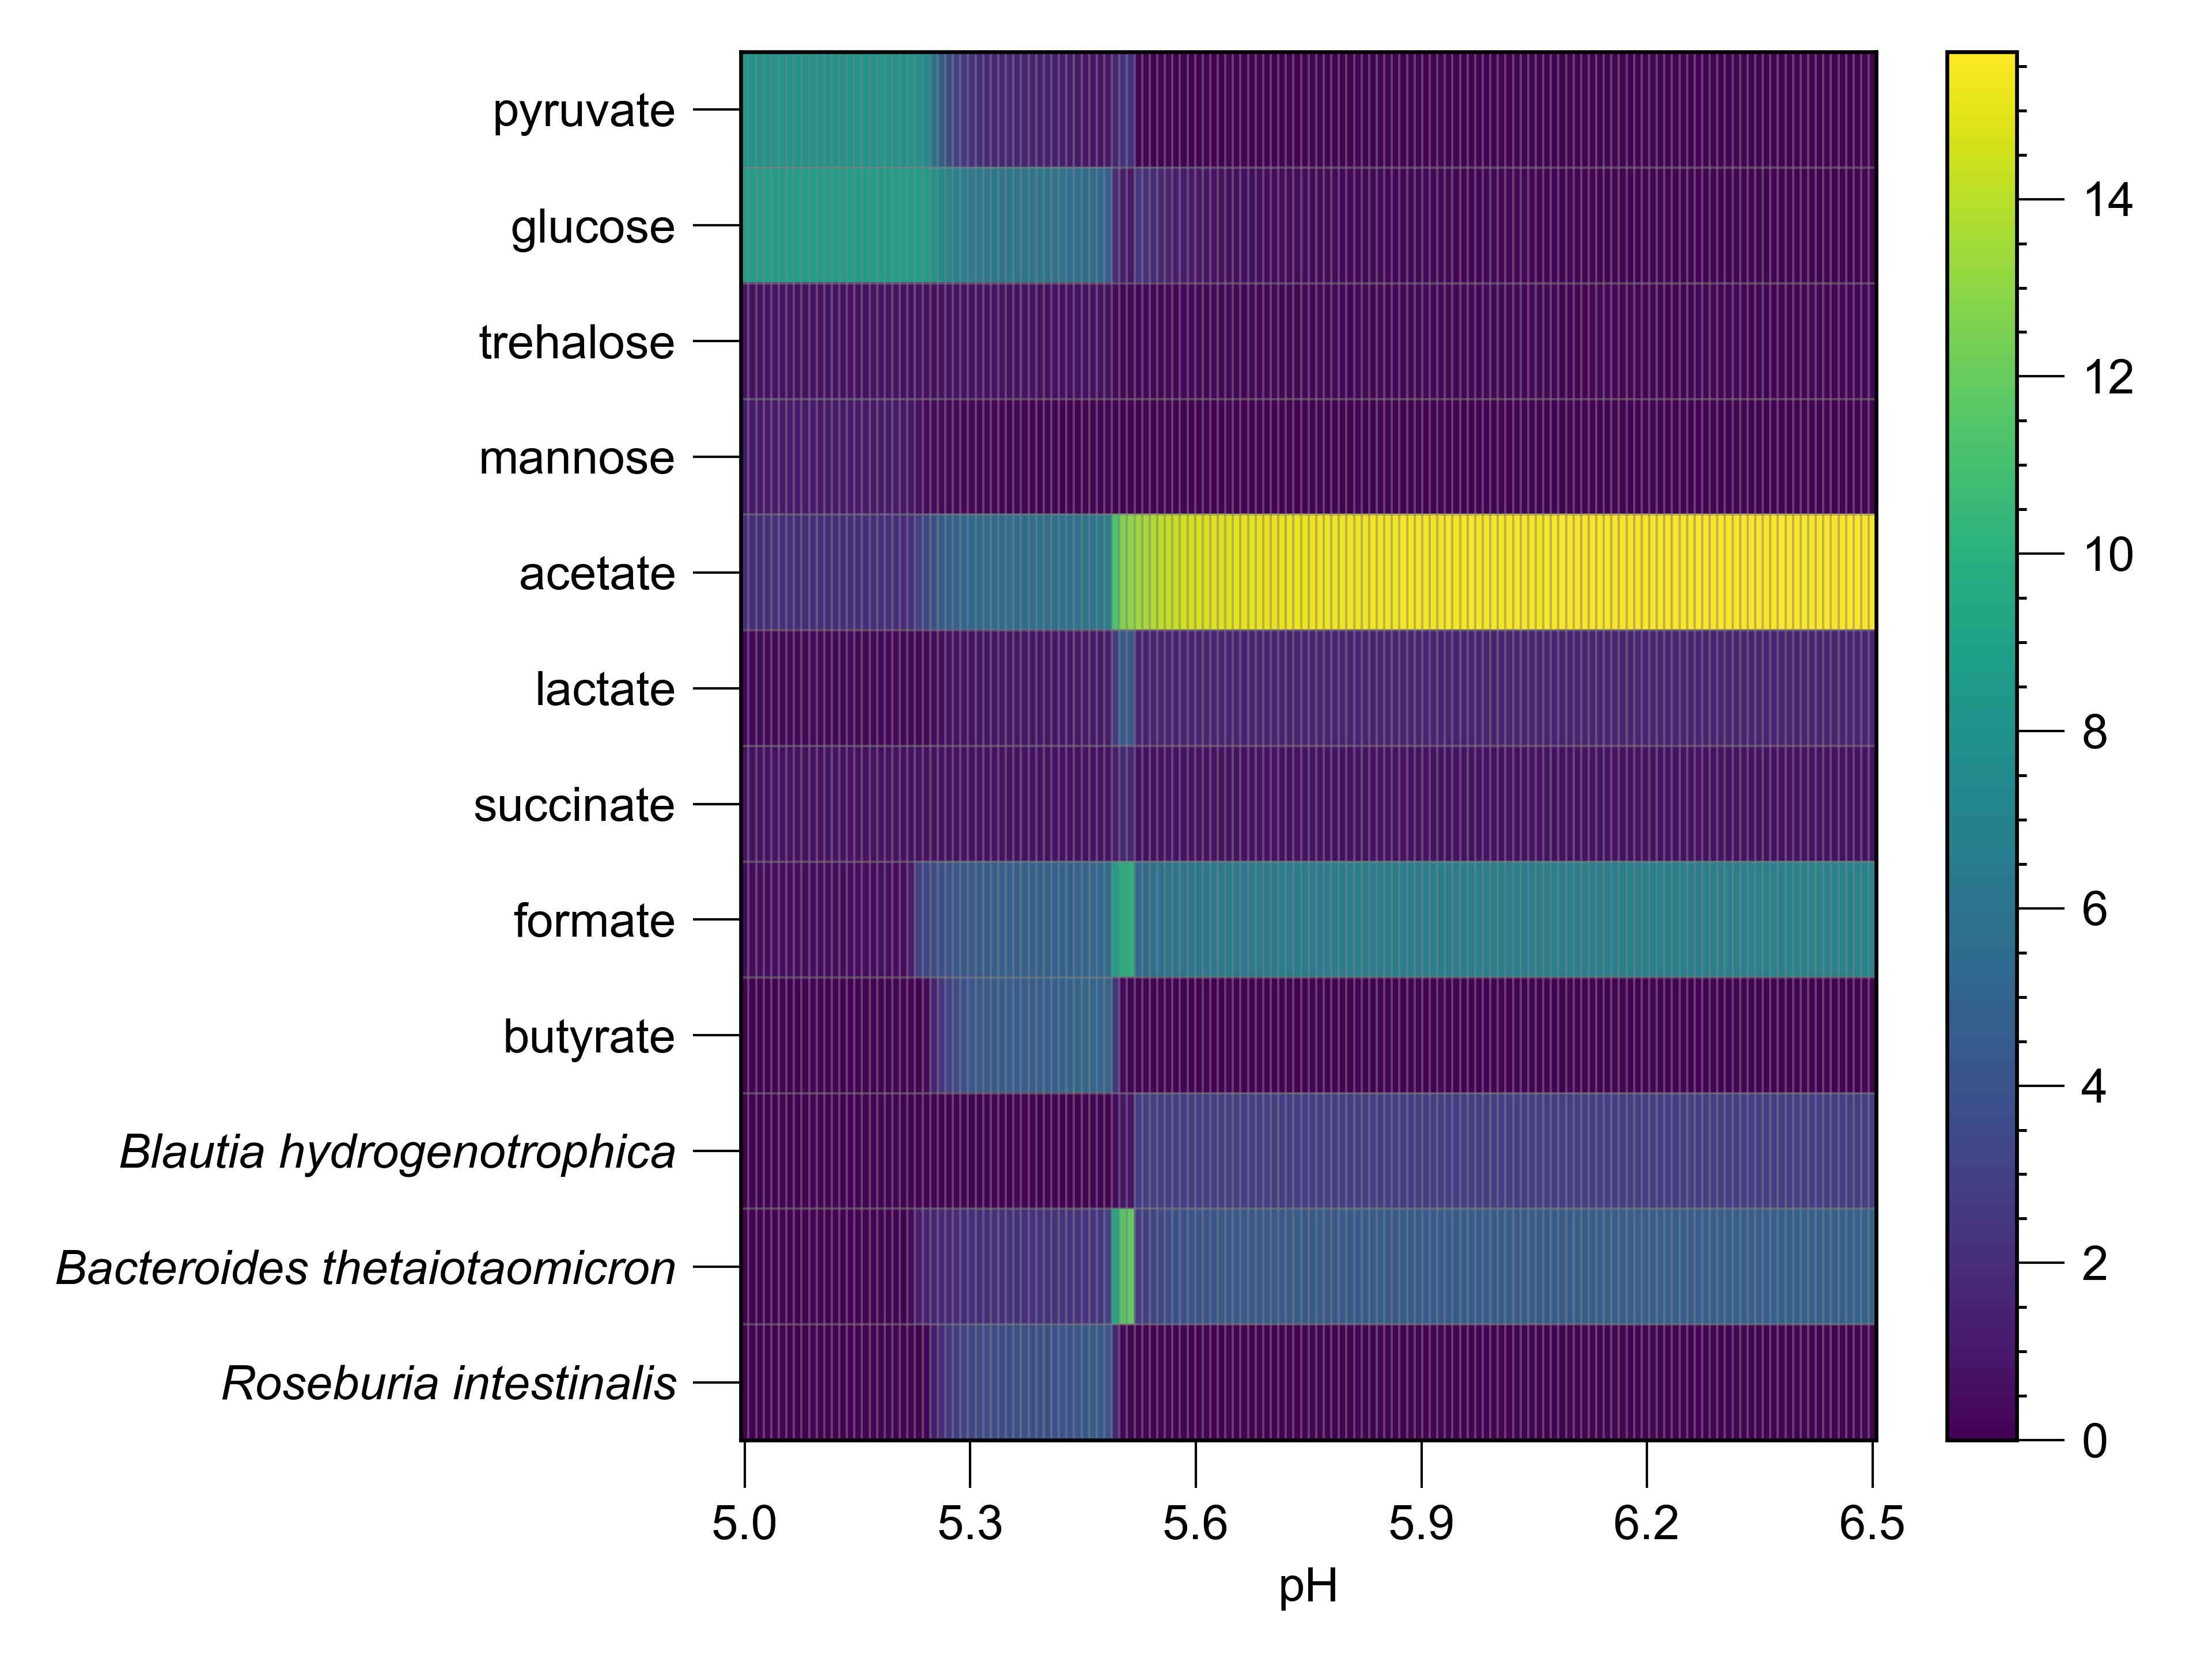 pyruvate
glucose
trehalose
mannose
acetate
lactate
succinate
formate
butyrate
Blautia hydrogenotrophica
Bacteroides thetaiotaomicron
Roseburia intestinalis
5.0 5.3 5.6 5.9 6.2 6.5
pH
14
12
10
8
6
4
2
0